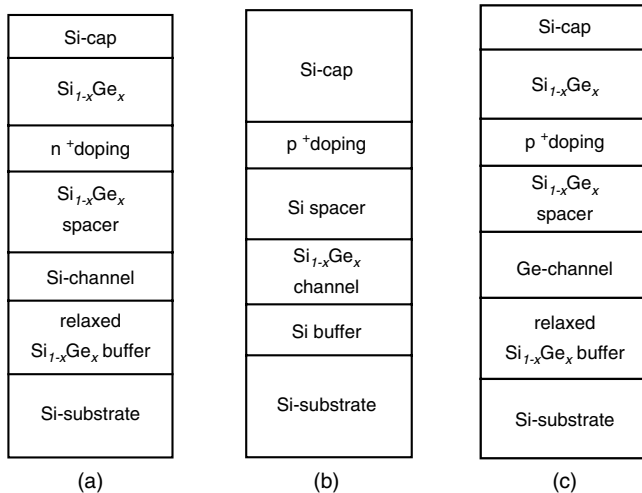 Si-cap
Si1-xGex
n +doping
Si1-xGex
spacer
Si-channel
relaxed
Si1-xGex buffer
Si-substrate
(a)
Si-cap
p +doping
Si spacer
Si1-xGex
channel
Si buffer
Si-substrate
(b)
Si-cap
Si1-xGex
p +doping
Si1-xGex
spacer
Ge-channel
relaxed
Si1-xGex buffer
Si-substrate
(c)